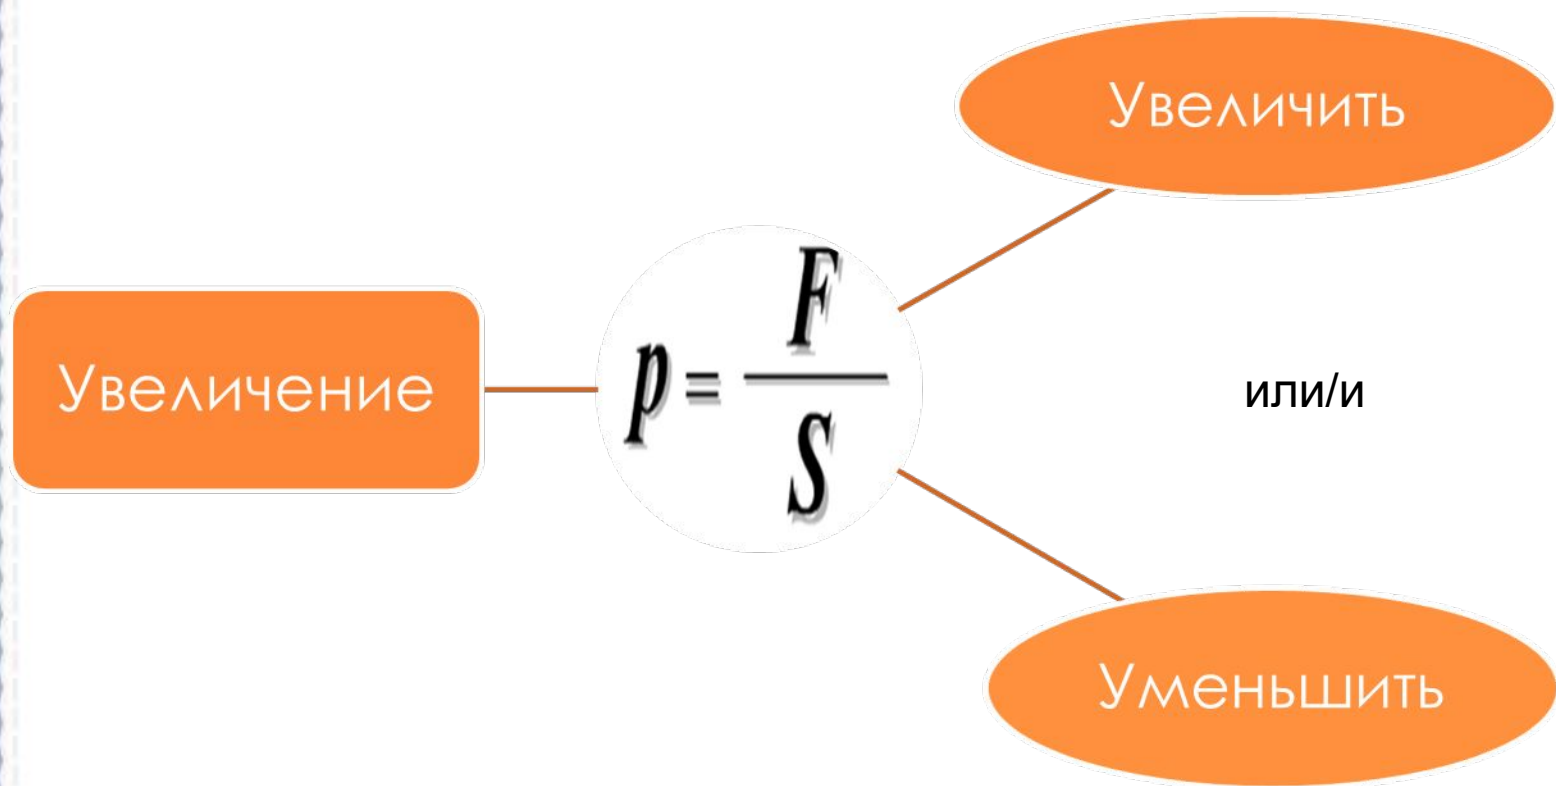 Увеличить
Увеличение
p = F / S
или/и
Уменьшить